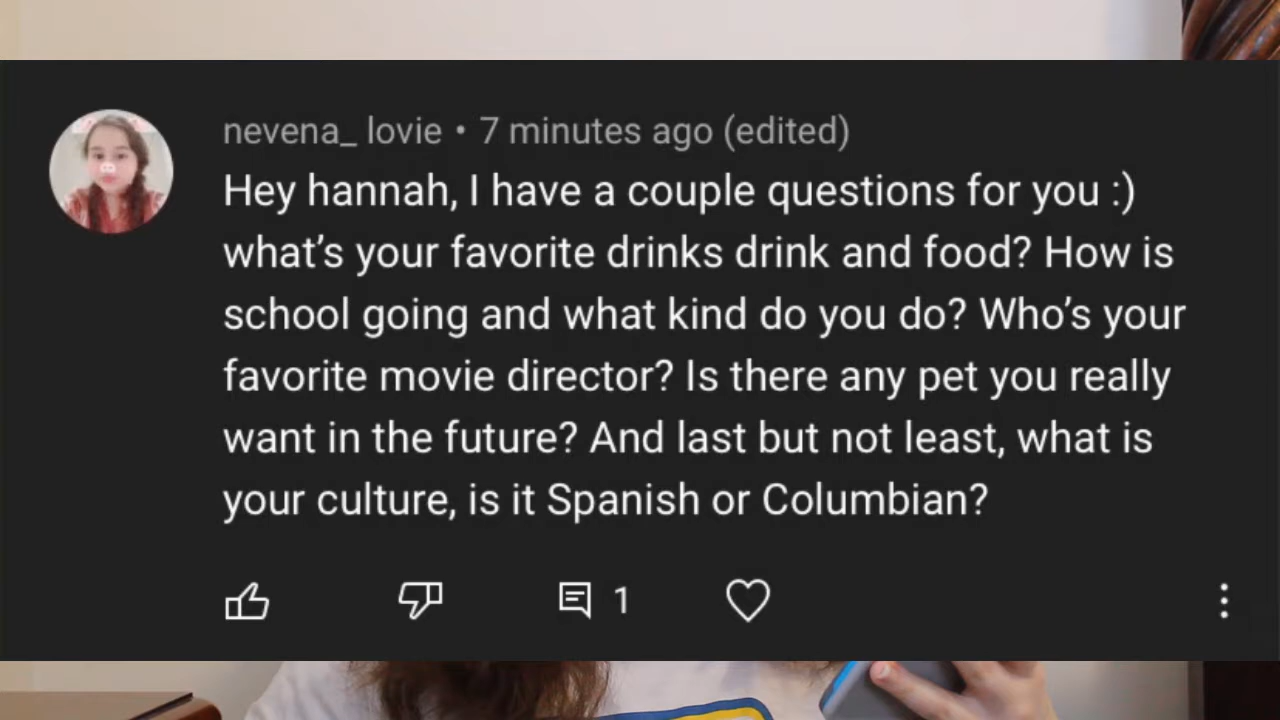 nevena_ lovie • 7 minutes ago (edited)
Hey hannah, I have a couple questions for you :)
what's your favorite drinks drink and food? How is
school going and what kind do you do? Who's your
favorite movie director? Is there any pet you really
want in the future? And last but not least, what is
your culture, is it Spanish or Columbian?
1